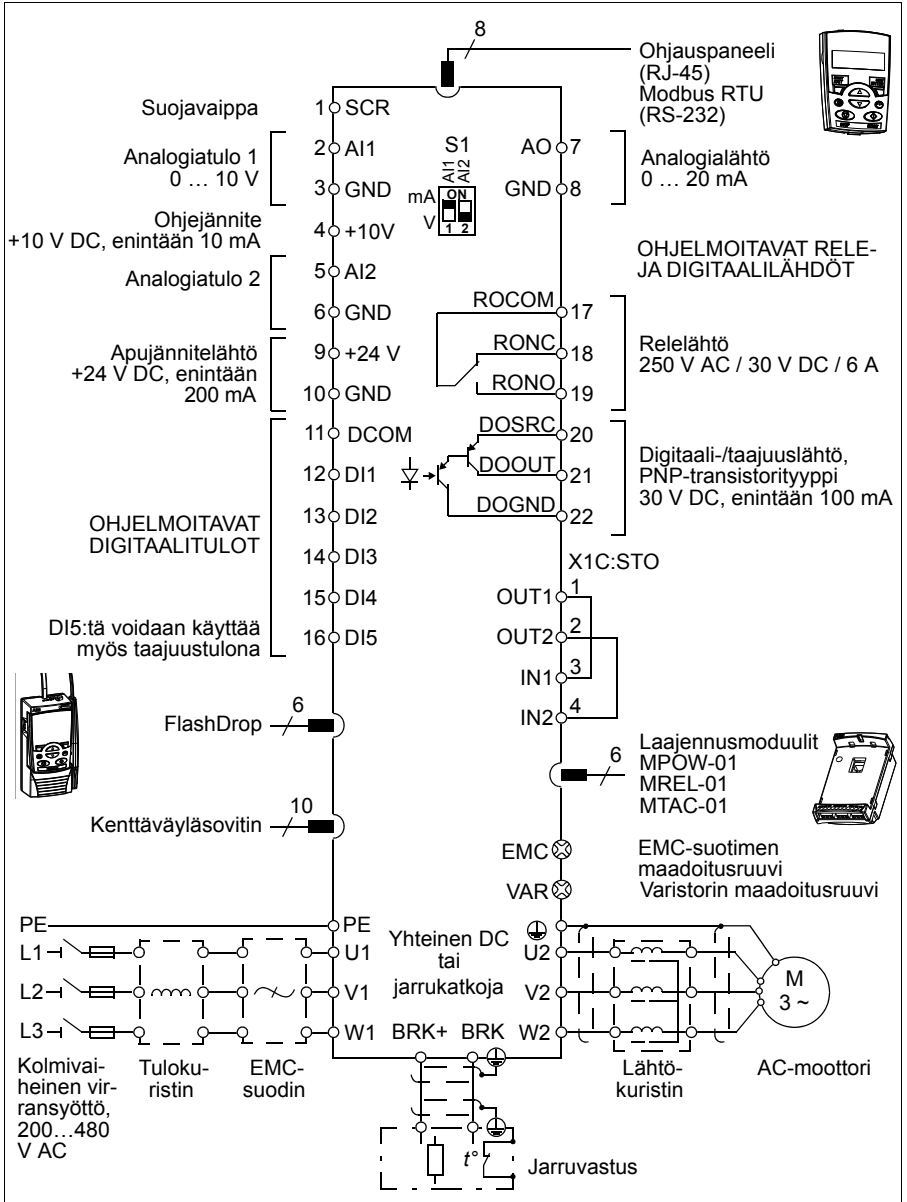 8
Ohjauspaneeli
(RJ-45)
Modbus RTU
(RS-232)
Suojavaippa
1 SCR
Analogiatulo 1
0 … 10 V
2 AI1
3 GND
Ohjejännite
+10 V DC, enintään 10 mA
4 +10V
Analogiatulo 2
5 AI2
6 GND
Apujännitelähtö
+24 V DC, enintään
200 mA
9 +24 V
10 GND
11 DCOM
12 DI1
13 DI2
OHJELMOITAVAT
DIGITAALITULOT
14 DI3
15 DI4
DI5:tä voidaan käyttää
myös taajuustulona
16 DI5
S1
AI1
AI2
mA
ON
V
1 2
AO 7
GND 8
Analogialähtö
0 … 20 mA
OHJELMOITAVAT RELE-
JA DIGITAALILÄHDÖT
ROCOM 17
RONC 18
RONO 19
Relelähtö
250 V AC / 30 V DC / 6 A
DOSRC 20
DOOUT 21
DOGND 22
Digitaali-/taajuuslähtö,
PNP-transistorityyppi
30 V DC, enintään 100 mA
X1C:STO
OUT1 1
OUT2 2
IN1 3
IN2 4
FlashDrop
6
Kenttäväyläsovitin
10
6
Laajennusmoduulit
MPOW-01
MREL-01
MTAC-01
EMC
EMC-suotimen
maadoitusruuvi
VAR
Varistorin maadoitusruuvi
PE
PE
L1
U1
L2
V1
L3
W1
Yhteinen DC
tai
jarrukatkoja
BRK+ BRK
U2
V2
W2
M
3 ~
Kolmivai-
heinen vir-
ransyöttö,
200…480
V AC
Tuloku-
ristin
EMC-
suodin
Lähtö-
kuristin
AC-moottori
t°
Jarruvastus